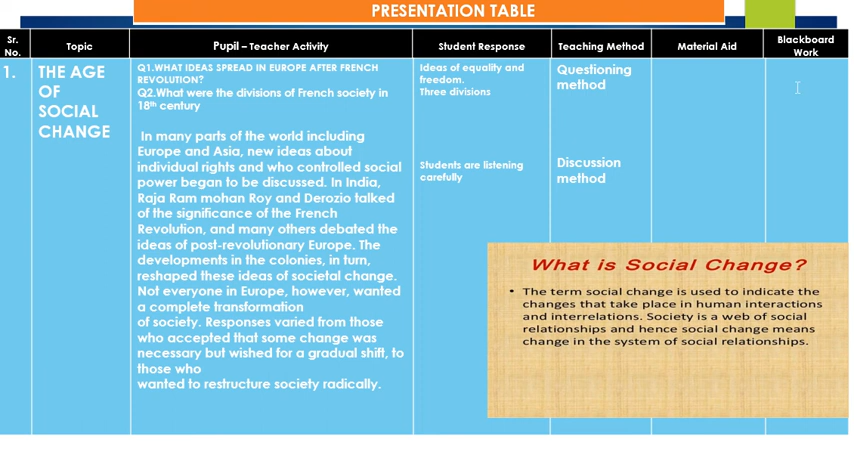 PRESENTATION TABLE
Sr.
No.
Topic
Pupil – Teacher Activity
Student Response
Teaching Method
Material Aid
Blackboard
Work
1.
THE AGE
OF
SOCIAL
CHANGE
Q1.WHAT IDEAS SPREAD IN EUROPE AFTER FRENCH
REVOLUTION?
Q2.What were the divisions of French society in
18th century
In many parts of the world including
Europe and Asia, new ideas about
individual rights and who controlled social
power began to be discussed. In India,
Raja Ram mohan Roy and Derozio talked
of the significance of the French
Revolution, and many others debated the
ideas of post-revolutionary Europe. The
developments in the colonies, in turn,
reshaped these ideas of societal change.
Not everyone in Europe, however, wanted
a complete transformation
of society. Responses varied from those
who accepted that some change was
necessary but wished for a gradual shift, to
those who
wanted to restructure society radically.
Ideas of equality and
freedom.
Three divisions
Students are listening
carefully
Questioning
method
Discussion
method
What is Social Change?
• The term social change is used to indicate the
changes that take place in human interactions
and interrelations. Society is a web of social
relationships and hence social change means
change in the system of social relationships.